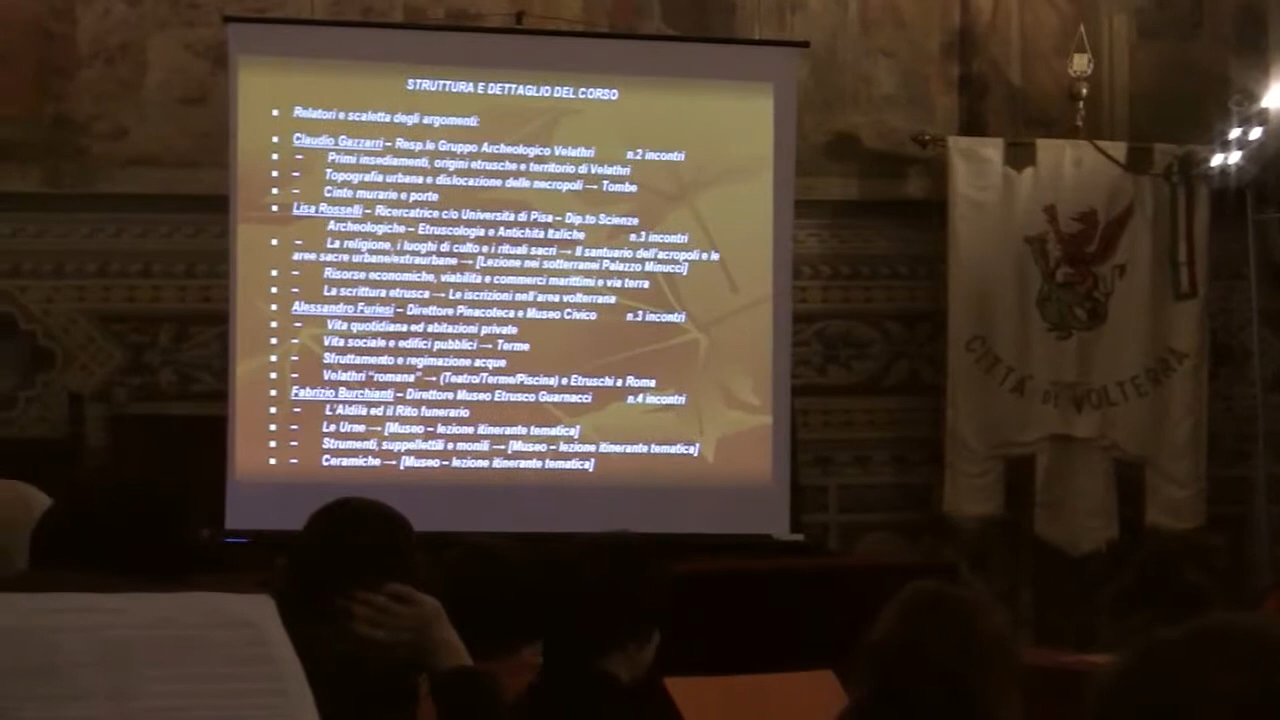 STRUTTURA E DETTAGLIO DEL CORSO
▪ Relatori e scaletta degli argomenti:
▪ Claudio Gazzarri – Resp.le Gruppo Archeologico Velathri n.2 incontri
▪ – Primi insediamenti, origini etrusche e territorio di Velathri
▪ – Topografia urbana e dislocazione delle necropoli → Tombe
▪ – Cinte murarie e porte
▪ Lisa Rosselli – Ricercatrice c/o Università di Pisa – Dip.to Scienze
Archeologiche – Etruscologia e Antichità Italiche n.3 incontri
▪ – La religione, i luoghi di culto e i rituali sacri → Il santuario dell'acropoli e le
aree sacre urbane/extraurbane → [Lezione nei sotterranei Palazzo Minucci]
▪ – Risorse economiche, viabilità e commerci marittimi e via terra
▪ – La scrittura etrusca → Le iscrizioni nell'area volterrana
▪ Alessandro Furiesi – Direttore Pinacoteca e Museo Civico n.3 incontri
▪ – Vita quotidiana ed abitazioni private
▪ – Vita sociale e edifici pubblici → Terme
▪ – Sfruttamento e regimazione acque
▪ – Velathri "romana" → (Teatro/Terme/Piscina) e Etruschi a Roma
▪ Fabrizio Burchianti – Direttore Museo Etrusco Guarnacci n.4 incontri
▪ – L'Aldilà ed il Rito funerario
▪ – Le Urne → [Museo – lezione itinerante tematica]
▪ – Strumenti, suppellettili e monili → [Museo – lezione itinerante tematica]
▪ – Ceramiche → [Museo – lezione itinerante tematica]
CITTÀ DI VOLTERRA